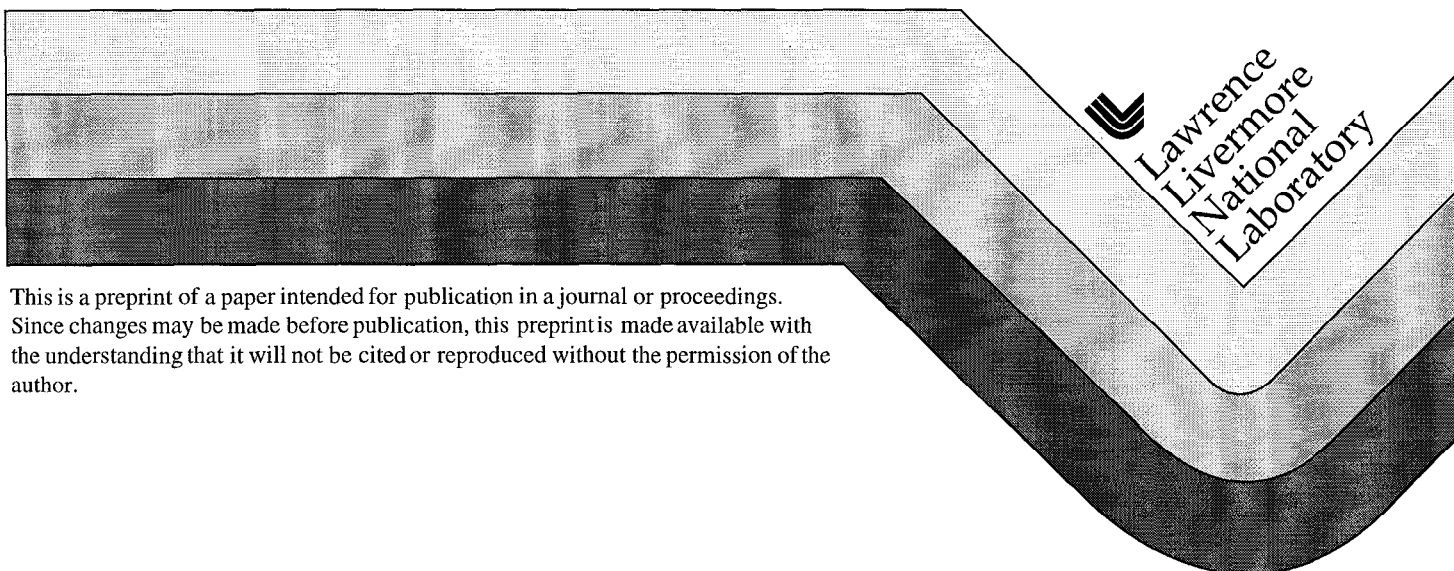 Lawrence
Livermore
National
Laboratory
This is a preprint of a paper intended for publication in a journal or proceedings.
Since changes may be made before publication, this preprint is made available with
the understanding that it will not be cited or reproduced without the permission of the
author.